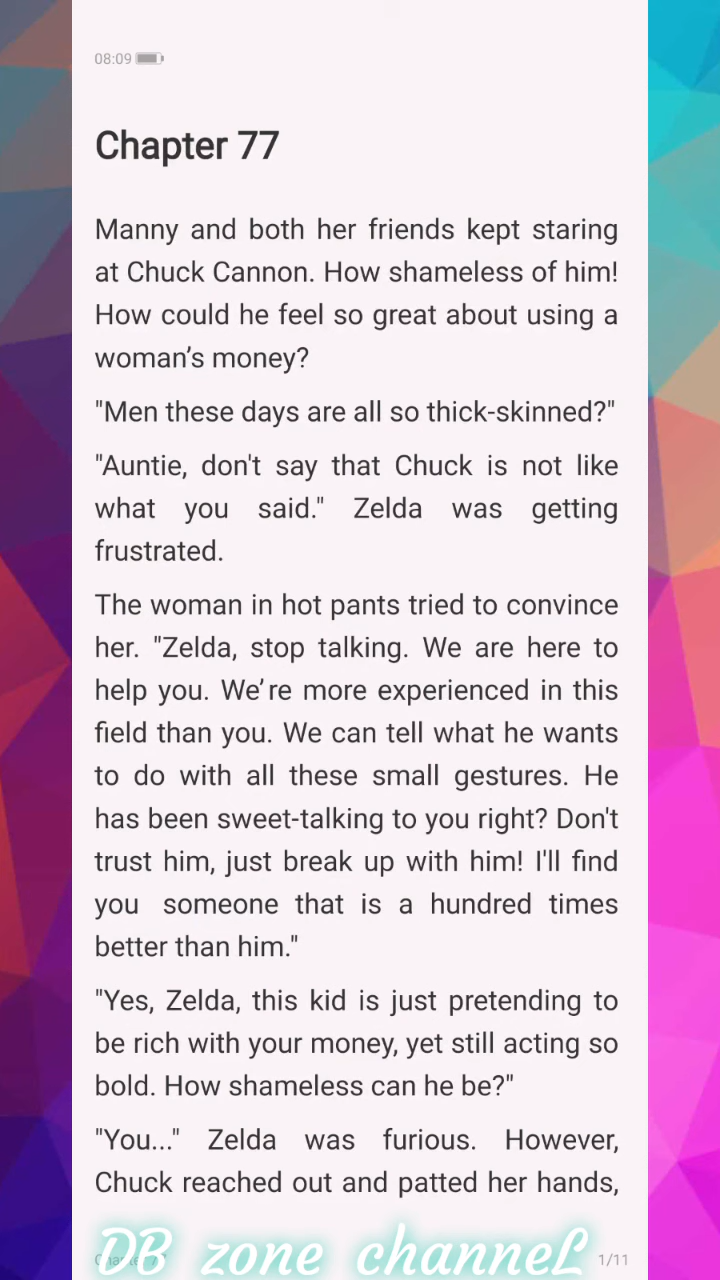 08:09
Chapter 77
Manny and both her friends kept staring
at Chuck Cannon. How shameless of him!
How could he feel so great about using a
woman’s money?
"Men these days are all so thick-skinned?"
"Auntie, don't say that Chuck is not like
what you said." Zelda was getting
frustrated.
The woman in hot pants tried to convince
her. "Zelda, stop talking. We are here to
help you. We’re more experienced in this
field than you. We can tell what he wants
to do with all these small gestures. He
has been sweet-talking to you right? Don't
trust him, just break up with him! I'll find
you someone that is a hundred times
better than him."
"Yes, Zelda, this kid is just pretending to
be rich with your money, yet still acting so
bold. How shameless can he be?"
"You..." Zelda was furious. However,
Chuck reached out and patted her hands,
DB zone channeL
1/11